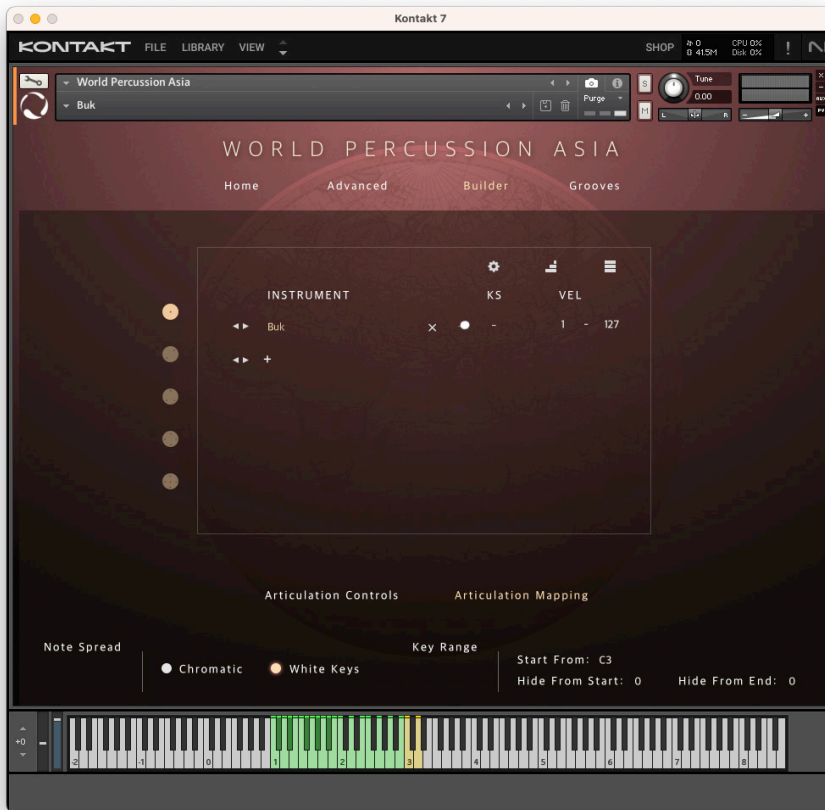 Kontakt 7
KONTAKT FILE LIBRARY VIEW SHOP 0 CPU 0% !
415M Disk 0%
World Percussion Asia S Tune
Purge 0.00
Buk M L R - +
WORLD PERCUSSION ASIA
Home Advanced Builder Grooves
INSTRUMENT KS VEL
Buk × - 1 - 127
+
Articulation Controls Articulation Mapping
Note Spread Key Range
Chromatic White Keys Start From: C3
Hide From Start: 0 Hide From End: 0
+0
-2 -1 0 1 2 3 4 5 6 7 8